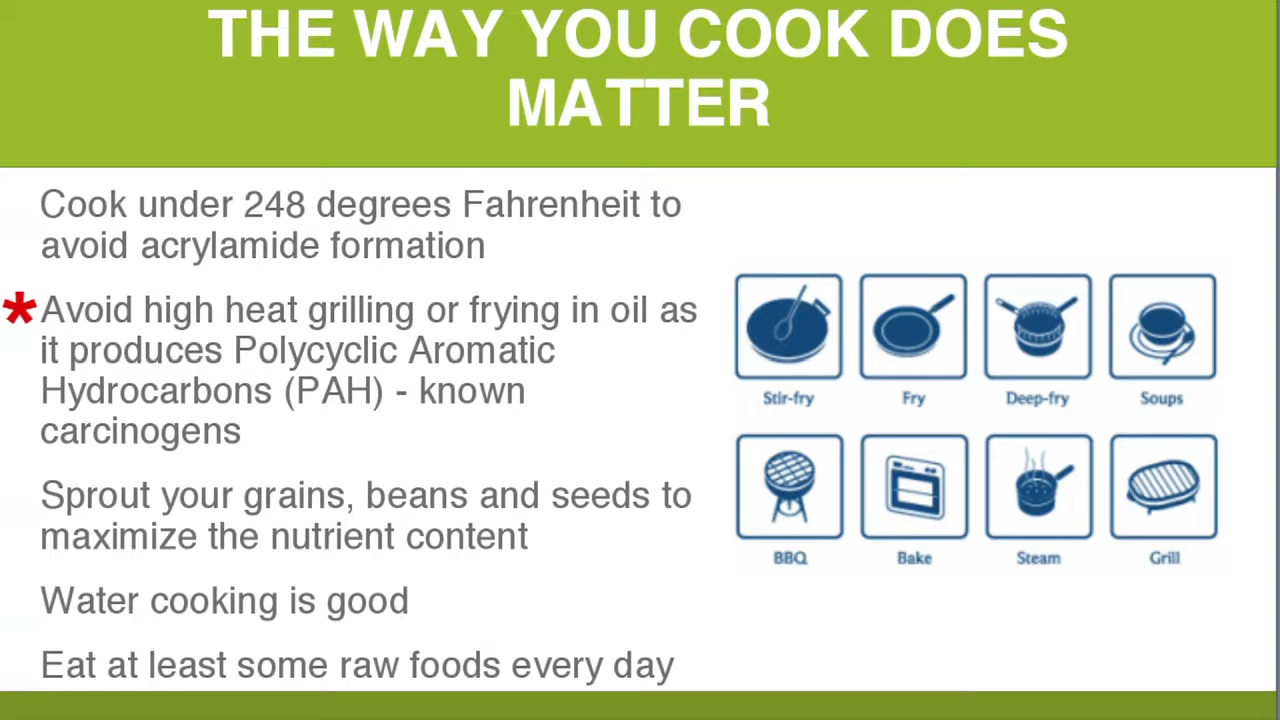 THE WAY YOU COOK DOES
MATTER
Cook under 248 degrees Fahrenheit to
avoid acrylamide formation
*Avoid high heat grilling or frying in oil as
it produces Polycyclic Aromatic
Hydrocarbons (PAH) - known
carcinogens
Sprout your grains, beans and seeds to
maximize the nutrient content
Water cooking is good
Eat at least some raw foods every day
Stir-fry Fry Deep-fry Soups
BBQ Bake Steam Grill